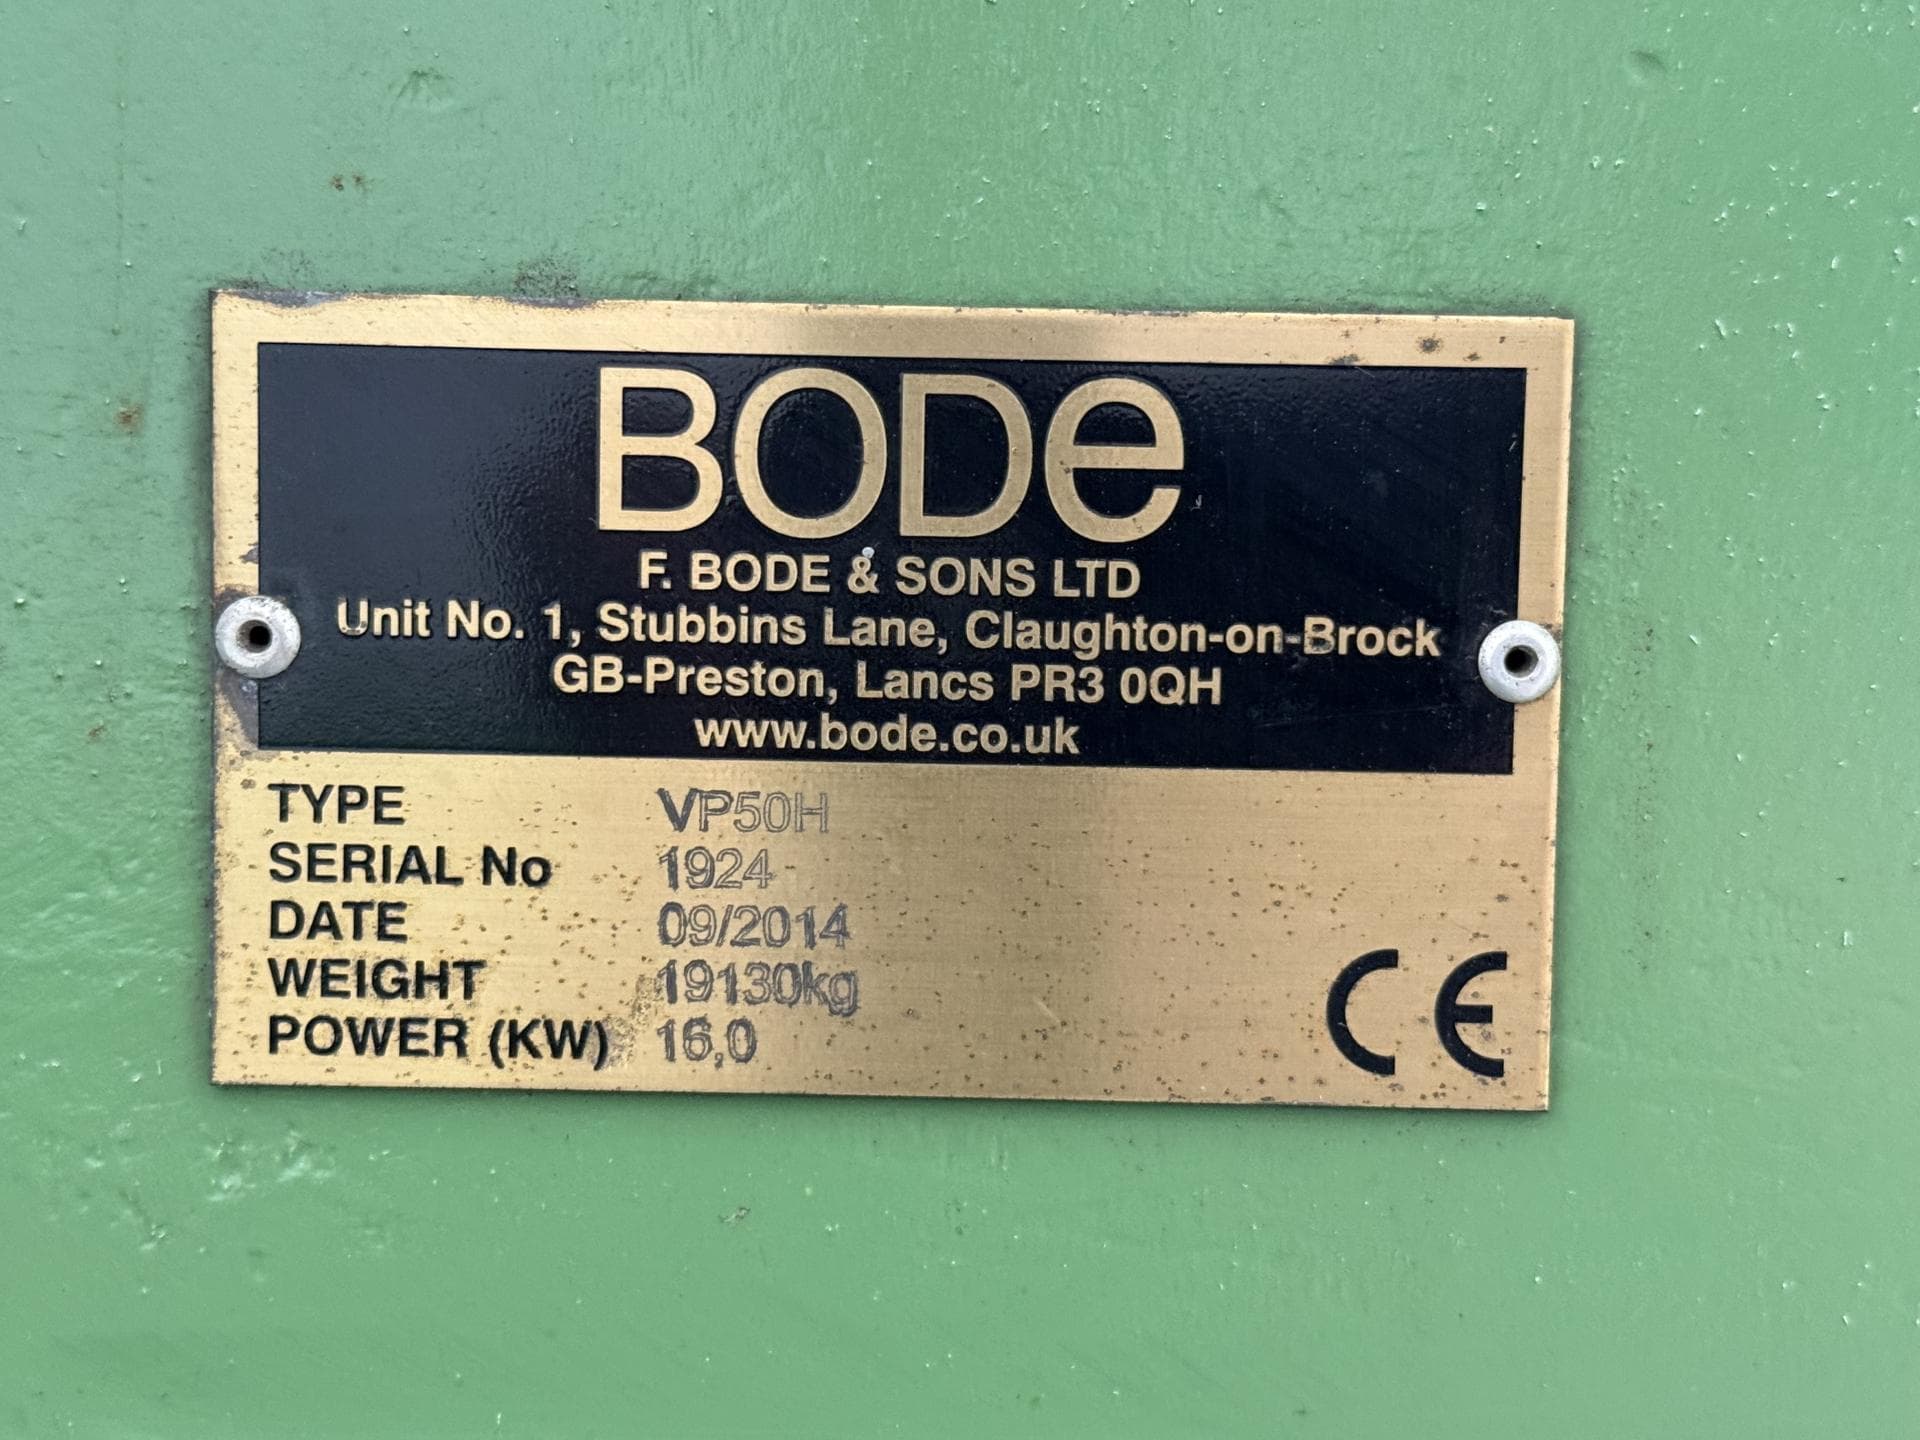 BODe
F. BODE & SONS LTD
Unit No. 1, Stubbins Lane, Claughton-on-Brock
GB-Preston, Lancs PR3 0QH
www.bode.co.uk
TYPE VP50H
SERIAL No 1924
DATE 09/2014
WEIGHT 19130kg
POWER (KW) 16,0
CE